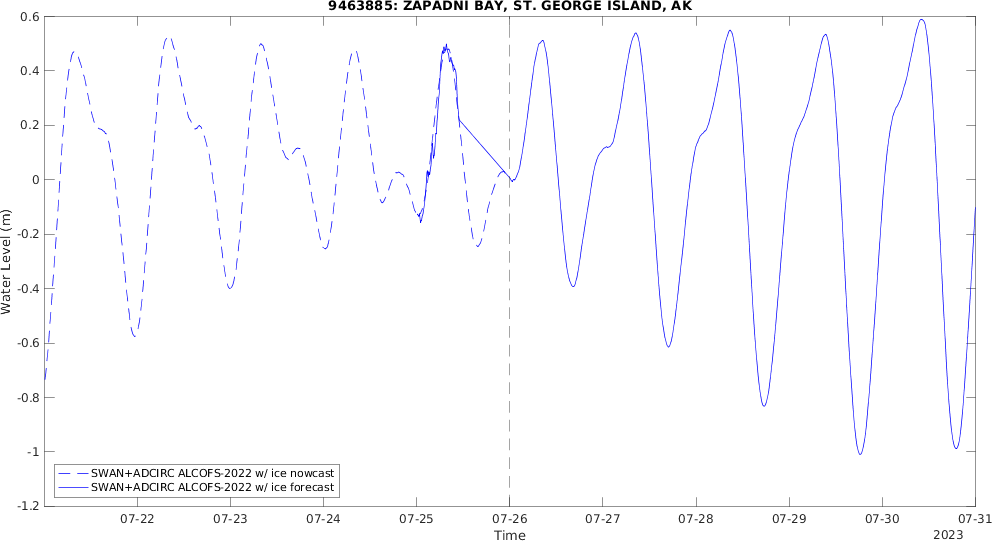 9463885: ZAPADNI BAY, ST. GEORGE ISLAND, AK
0.6
0.4
0.2
0
-0.2
-0.4
-0.6
-0.8
-1
-1.2
Water Level (m)
SWAN+ADCIRC ALCOFS-2022 w/ ice nowcast
SWAN+ADCIRC ALCOFS-2022 w/ ice forecast
07-22 07-23 07-24 07-25 07-26 07-27 07-28 07-29 07-30 07-31
Time
2023